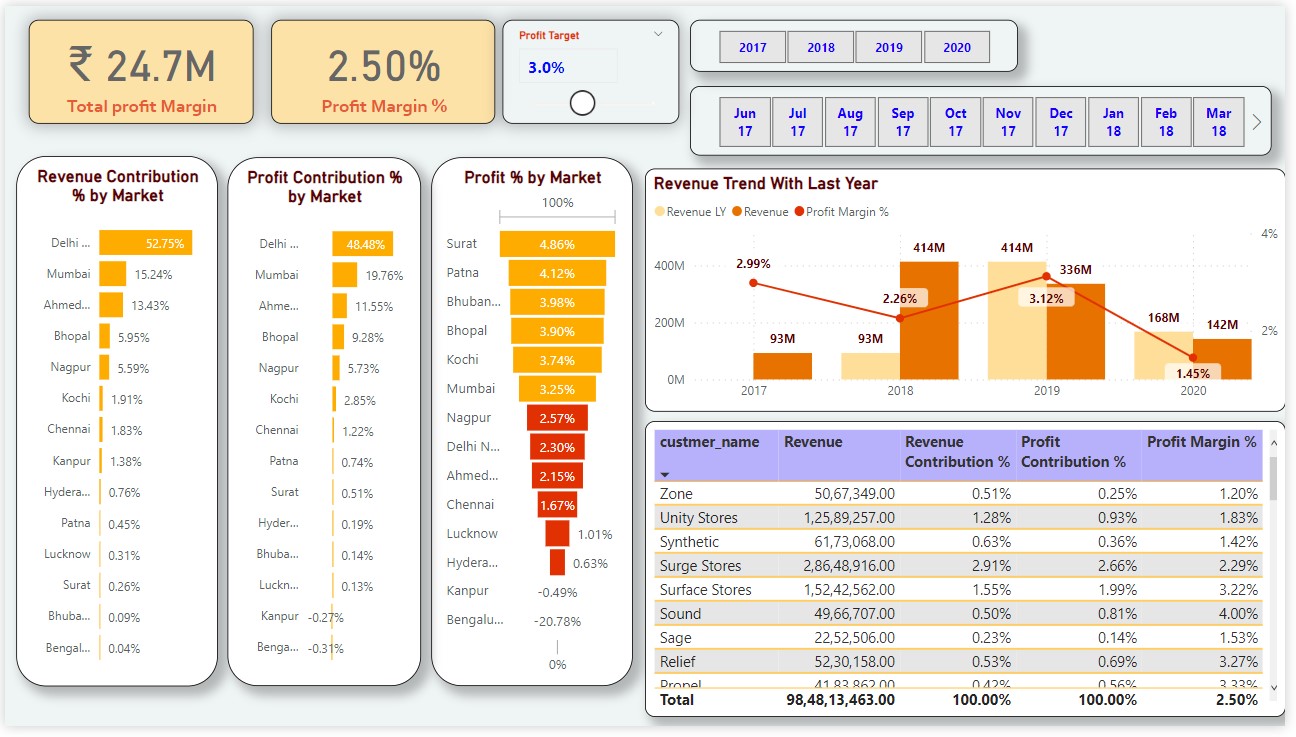 ₹ 24.7M
Total profit Margin
2.50%
Profit Margin %
Profit Target
3.0%
2017 2018 2019 2020
Jun 17 Jul 17 Aug 17 Sep 17 Oct 17 Nov 17 Dec 17 Jan 18 Feb 18 Mar 18
Revenue Contribution
% by Market
Delhi ... 52.75%
Mumbai 15.24%
Ahmed... 13.43%
Bhopal 5.95%
Nagpur 5.59%
Kochi 1.91%
Chennai 1.83%
Kanpur 1.38%
Hydera... 0.76%
Patna 0.45%
Lucknow 0.31%
Surat 0.26%
Bhuba... 0.09%
Bengal... 0.04%
Profit Contribution %
by Market
Delhi ... 48.48%
Mumbai 19.76%
Ahme... 11.55%
Bhopal 9.28%
Nagpur 5.73%
Kochi 2.85%
Chennai 1.22%
Patna 0.74%
Surat 0.51%
Hyder... 0.19%
Bhuba... 0.14%
Luckn... 0.13%
Kanpur -0.27%
Benga... -0.31%
Profit % by Market
100%
Surat 4.86%
Patna 4.12%
Bhuban... 3.98%
Bhopal 3.90%
Kochi 3.74%
Mumbai 3.25%
Nagpur 2.57%
Delhi N... 2.30%
Ahmed... 2.15%
Chennai 1.67%
Lucknow 1.01%
Hydera... 0.63%
Kanpur -0.49%
Bengalu... -20.78%
0%
Revenue Trend With Last Year
Revenue LY Revenue Profit Margin %
4%
414M 414M
2.99% 336M
400M
2.26% 3.12%
200M 168M 142M 2%
93M 93M
1.45%
0M
2017 2018 2019 2020
custmer_name Revenue Revenue Contribution % Profit Contribution % Profit Margin %
Zone 50,67,349.00 0.51% 0.25% 1.20%
Unity Stores 1,25,89,257.00 1.28% 0.93% 1.83%
Synthetic 61,73,068.00 0.63% 0.36% 1.42%
Surge Stores 2,86,48,916.00 2.91% 2.66% 2.29%
Surface Stores 1,52,42,562.00 1.55% 1.99% 3.22%
Sound 49,66,707.00 0.50% 0.81% 4.00%
Sage 22,52,506.00 0.23% 0.14% 1.53%
Relief 52,30,158.00 0.53% 0.69% 3.27%
Propel 41,83,862.00 0.42% 0.56% 3.33%
Total 98,48,13,463.00 100.00% 100.00% 2.50%